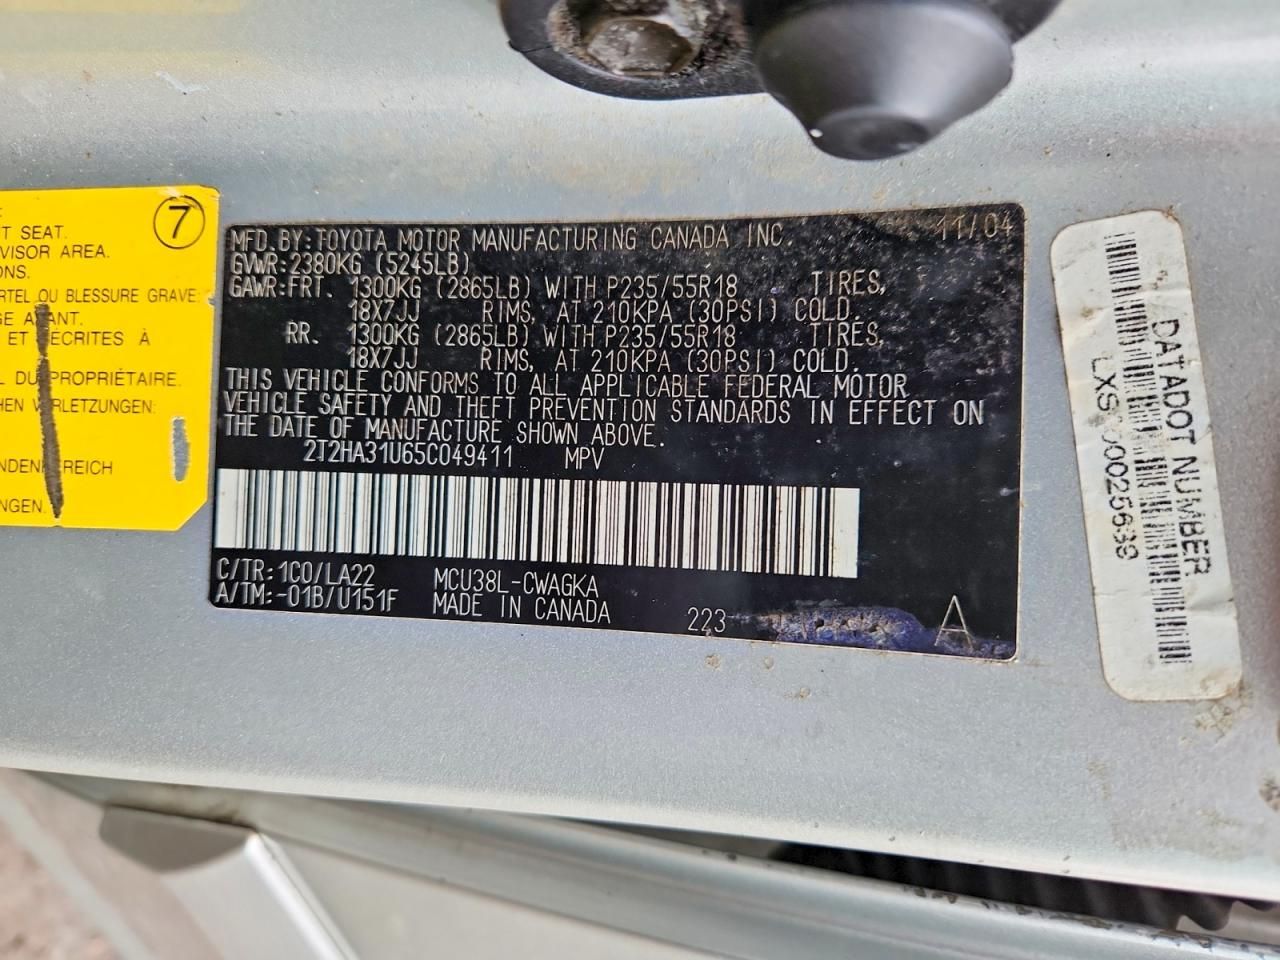 7
T SEAT.
VISOR AREA.
ONS.
RTEL OU BLESSURE GRAVE
GE AVANT.
ET DÉCRITES À
L DU PROPRIÉTAIRE.
HEN VERLETZUNGEN:
NDENBEREICH
NGEN.
MFD. BY: TOYOTA MOTOR MANUFACTURING CANADA INC. 11/04
GVWR: 2380KG (5245LB)
GAWR: FRT. 1300KG (2865LB) WITH P235/55R18 TIRES,
18X7JJ RIMS, AT 210KPA (30PSI) COLD.
RR. 1300KG (2865LB) WITH P235/55R18 TIRES,
18X7JJ RIMS, AT 210KPA (30PSI) COLD.
THIS VEHICLE CONFORMS TO ALL APPLICABLE FEDERAL MOTOR
VEHICLE SAFETY AND THEFT PREVENTION STANDARDS IN EFFECT ON
THE DATE OF MANUFACTURE SHOWN ABOVE.
2T2HA31U65C049411 MPV
C/TR: 1C0/LA22 MCU38L-CWAGKA
A/TM: -01B/U151F MADE IN CANADA 223 A
DATADOT NUMBER